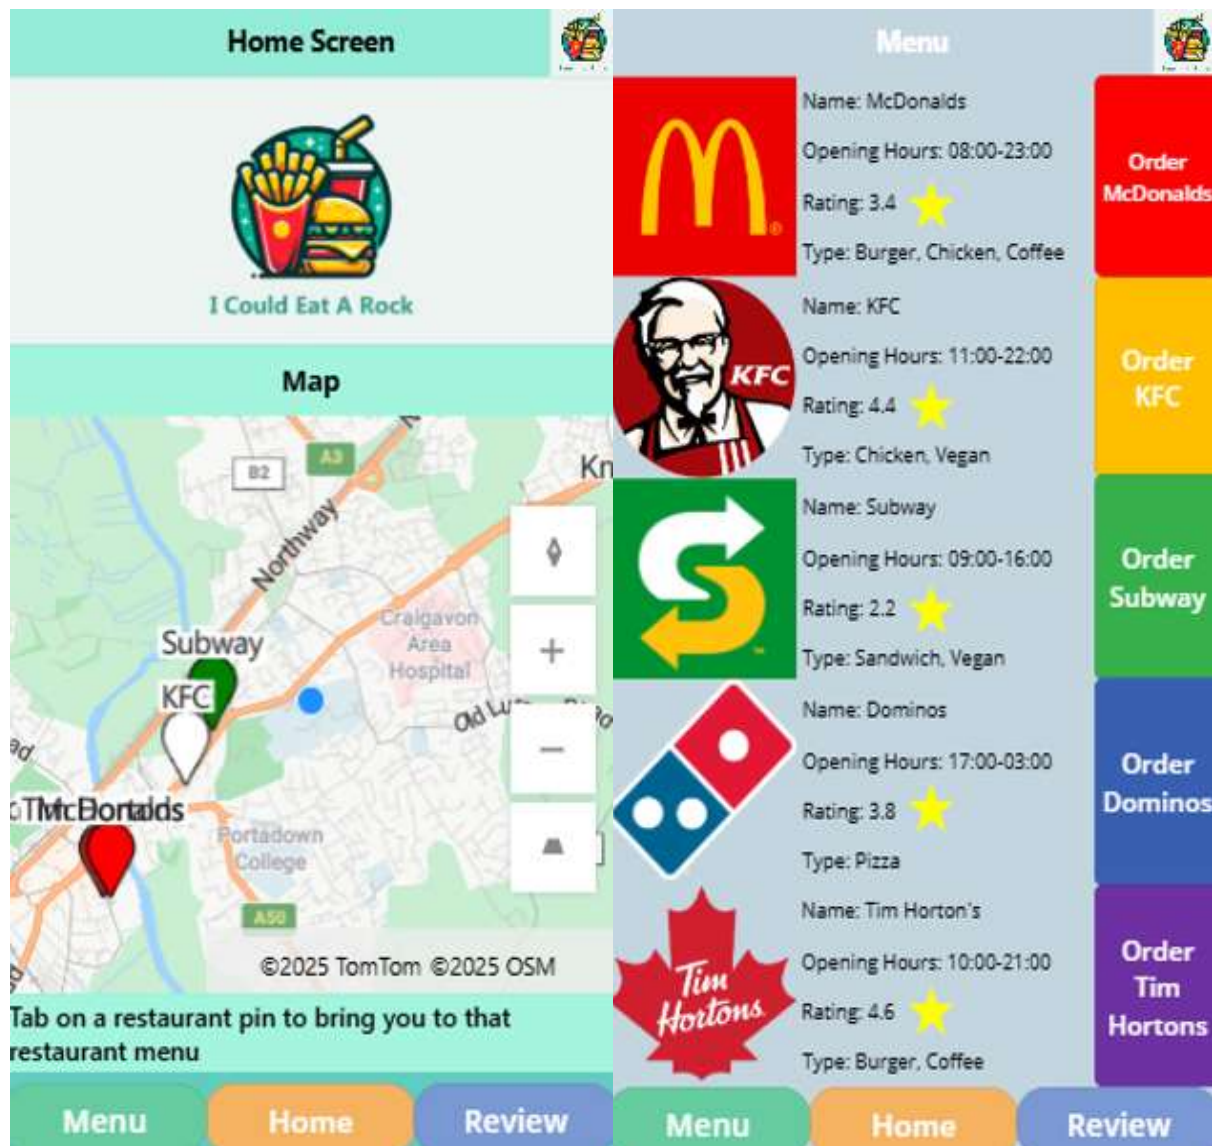 Home Screen
I Could Eat A Rock
Map
A3
B2
Northway
Craigavon
Area
Hospital
Subway
KFC
McDonalds
Portadown
College
A50
©2025 TomTom ©2025 OSM
Tab on a restaurant pin to bring you to that
restaurant menu
Menu
Home
Review
Menu
Name: McDonalds
Opening Hours: 08:00-23:00
Rating: 3.4
Type: Burger, Chicken, Coffee
Order
McDonalds
KFC
Name: KFC
Opening Hours: 11:00-22:00
Rating: 4.4
Type: Chicken, Vegan
Order
KFC
Name: Subway
Opening Hours: 09:00-16:00
Rating: 2.2
Type: Sandwich, Vegan
Order
Subway
Name: Dominos
Opening Hours: 17:00-03:00
Rating: 3.8
Type: Pizza
Order
Dominos
Tim
Hortons
Name: Tim Horton's
Opening Hours: 10:00-21:00
Rating: 4.6
Type: Burger, Coffee
Order
Tim
Hortons
Menu
Home
Review